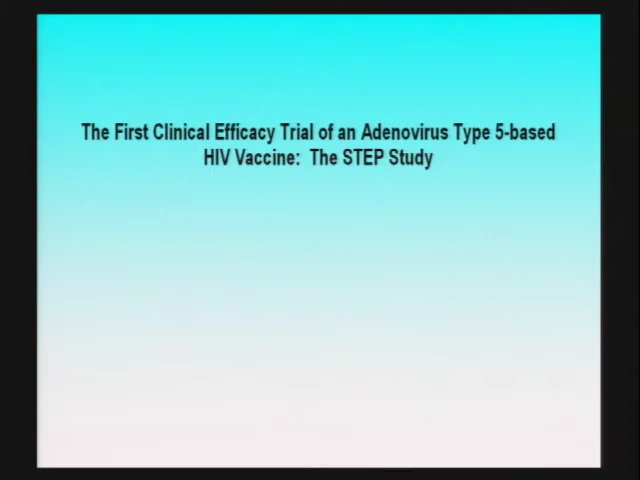 The First Clinical Efficacy Trial of an Adenovirus Type 5-based
HIV Vaccine:  The STEP Study